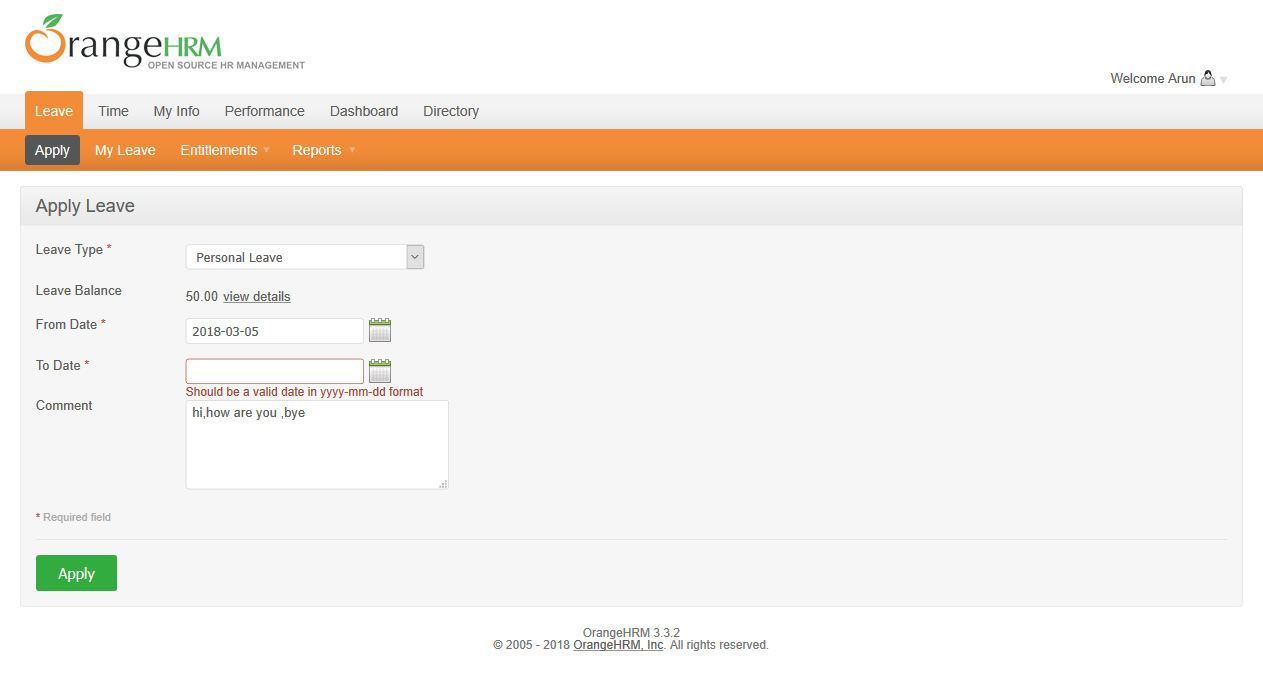 OrangeHRM
OPEN SOURCE HR MANAGEMENT
Welcome Arun
Leave Time My Info Performance Dashboard Directory
Apply My Leave Entitlements Reports
Apply Leave
Leave Type * Personal Leave
Leave Balance 50.00 view details
From Date * 2018-03-05
To Date *
Should be a valid date in yyyy-mm-dd format
Comment hi,how are you ,bye
* Required field
Apply
OrangeHRM 3.3.2
© 2005 - 2018 OrangeHRM, Inc. All rights reserved.